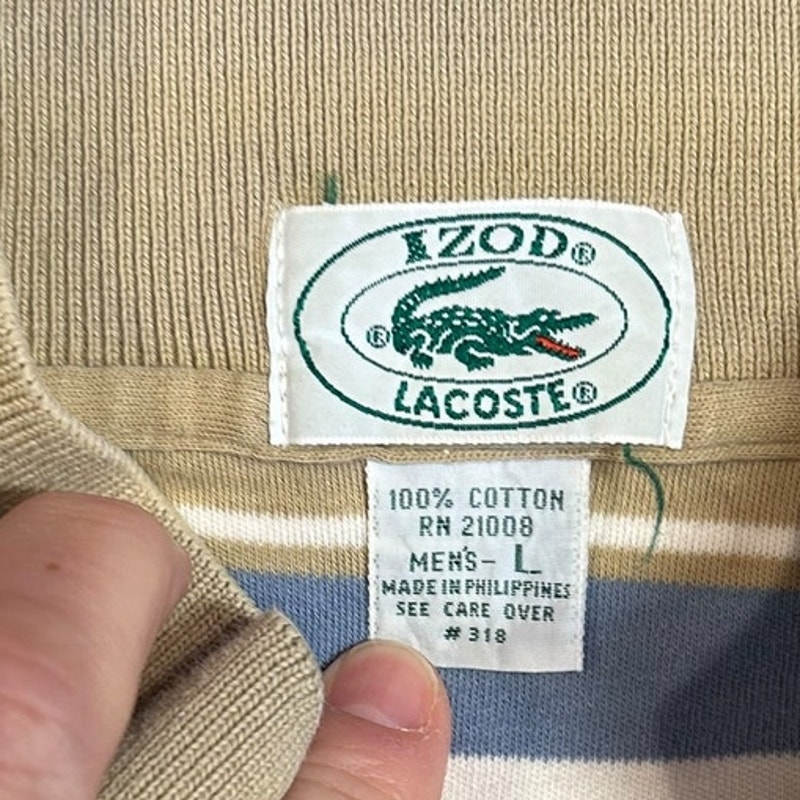 IZOD®
®
LACOSTE®
100% COTTON
RN 21008
MEN'S- L
MADE IN PHILIPPINES
SEE CARE OVER
# 318